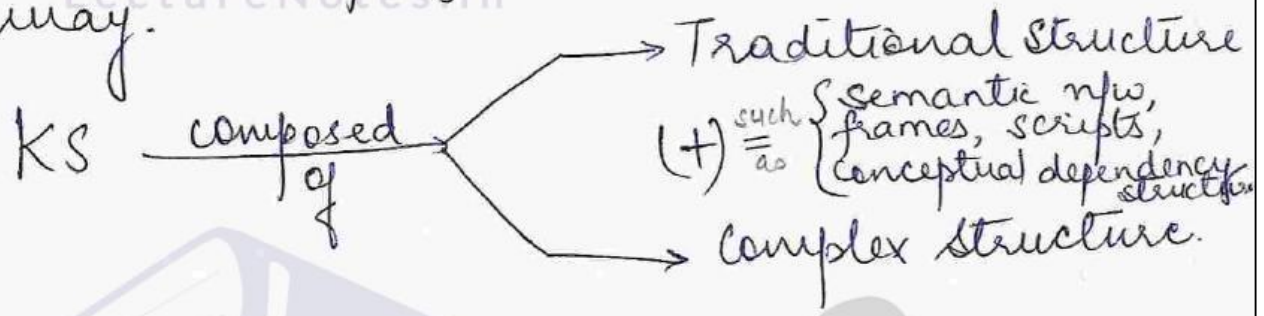 way.
Traditional structure
KS composed of
(+) such as = { semantic n/w,
frames, scripts,
conceptual dependency
structure
Complex structure.